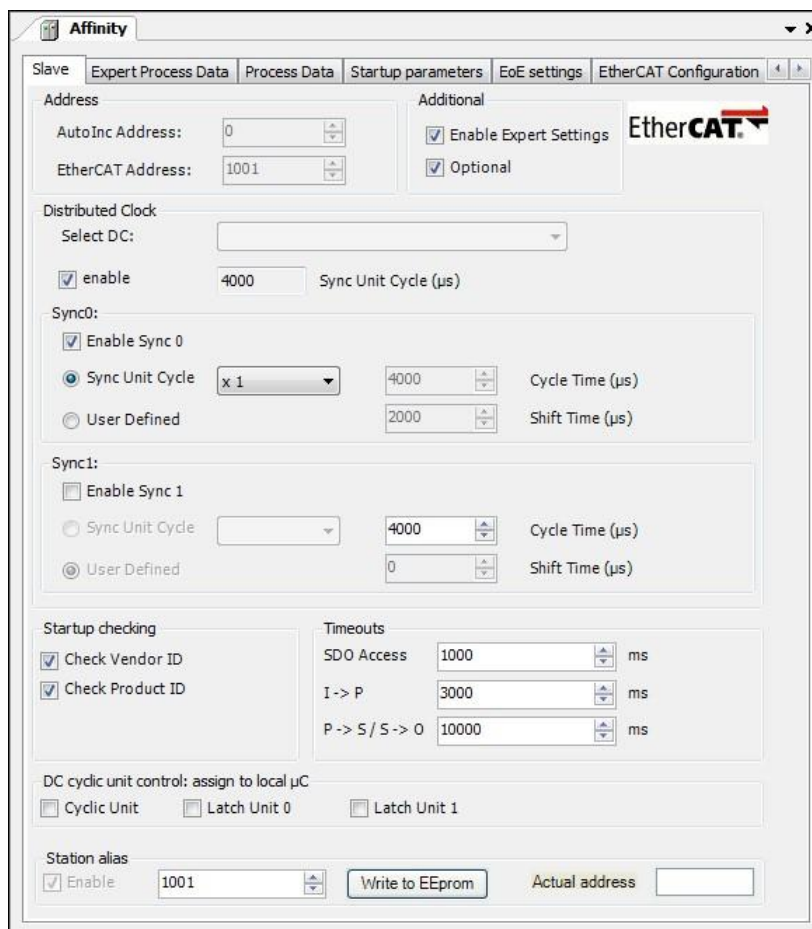 Affinity
Slave Expert Process Data Process Data Startup parameters EoE settings EtherCAT Configuration
Address
AutoInc Address: 0
EtherCAT Address: 1001
Additional
Enable Expert Settings
Optional
EtherCAT.
Distributed Clock
Select DC:
enable 4000 Sync Unit Cycle (µs)
Sync0:
Enable Sync 0
Sync Unit Cycle x 1 4000 Cycle Time (µs)
User Defined 2000 Shift Time (µs)
Sync1:
Enable Sync 1
Sync Unit Cycle 4000 Cycle Time (µs)
User Defined 0 Shift Time (µs)
Startup checking
Check Vendor ID
Check Product ID
Timeouts
SDO Access 1000 ms
I -> P 3000 ms
P -> S / S -> O 10000 ms
DC cyclic unit control: assign to local µC
Cyclic Unit Latch Unit 0 Latch Unit 1
Station alias
Enable 1001 Write to EEprom Actual address